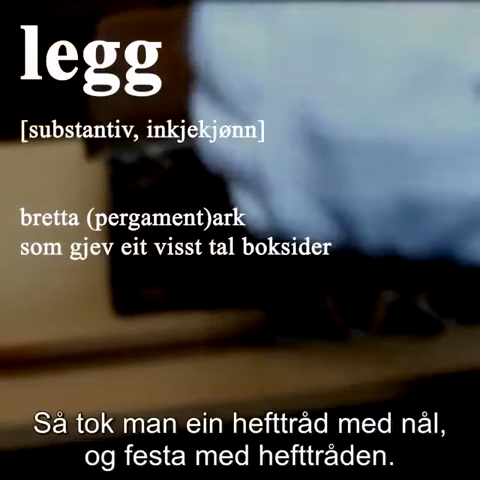 legg
[substantiv, inkjekjønn]
bretta (pergament)ark
som gjev eit visst tal boksider
Så tok man ein hefttråd med nål,
og festa med hefttråden.